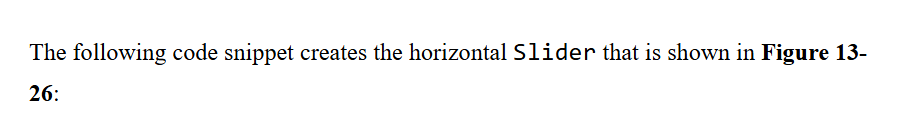 The following code snippet creates the horizontal Slider that is shown in Figure 13-
26: